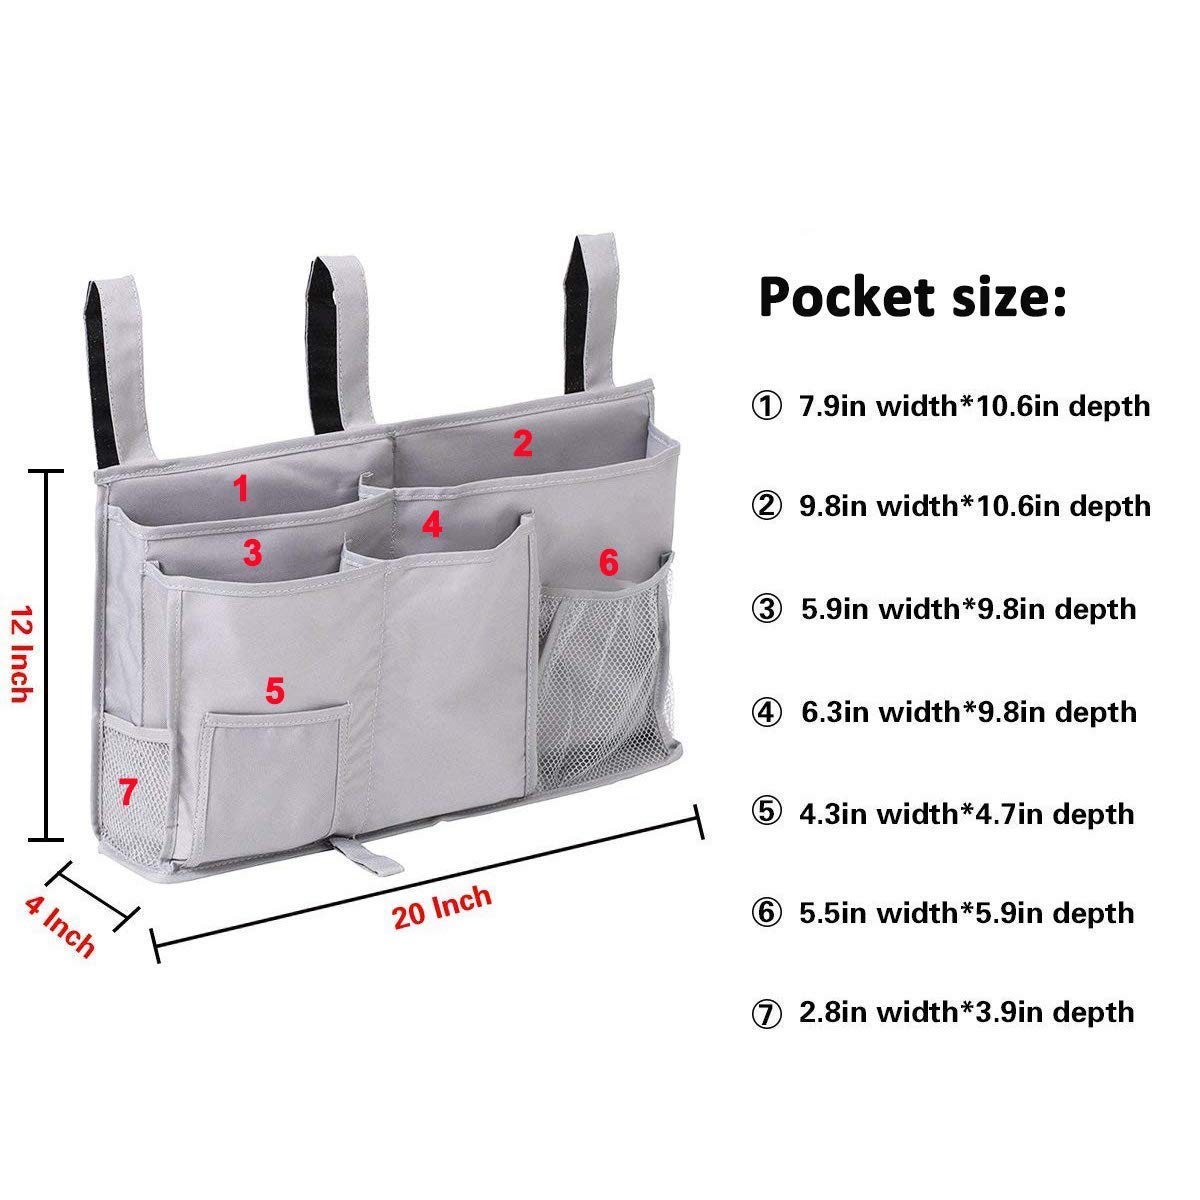 Pocket size:
① 7.9in width*10.6in depth
② 9.8in width*10.6in depth
③ 5.9in width*9.8in depth
④ 6.3in width*9.8in depth
⑤ 4.3in width*4.7in depth
⑥ 5.5in width*5.9in depth
⑦ 2.8in width*3.9in depth
1
2
3
4
5
6
7
12 Inch
4 Inch
20 Inch